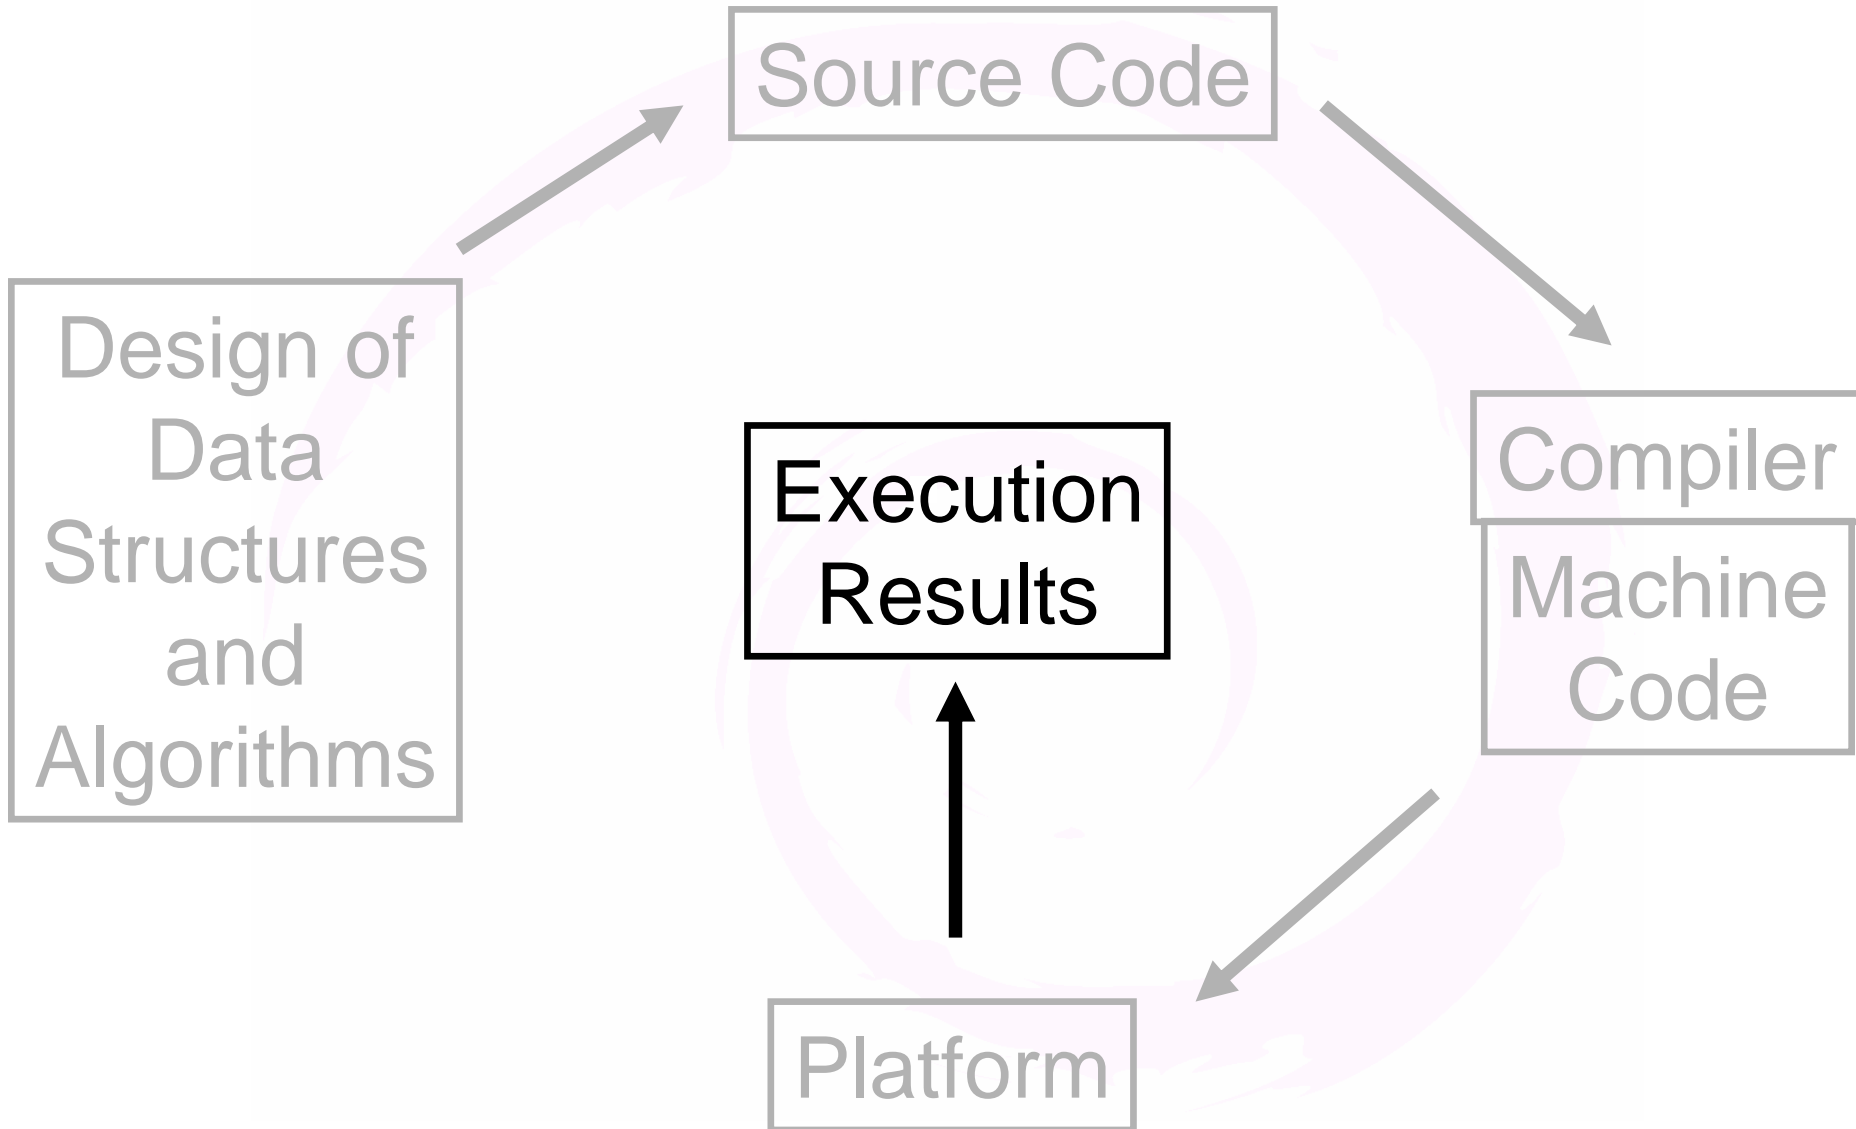 Source Code
Design of
Data
Structures
and
Algorithms
Execution
Results
Compiler
Machine
Code
Platform